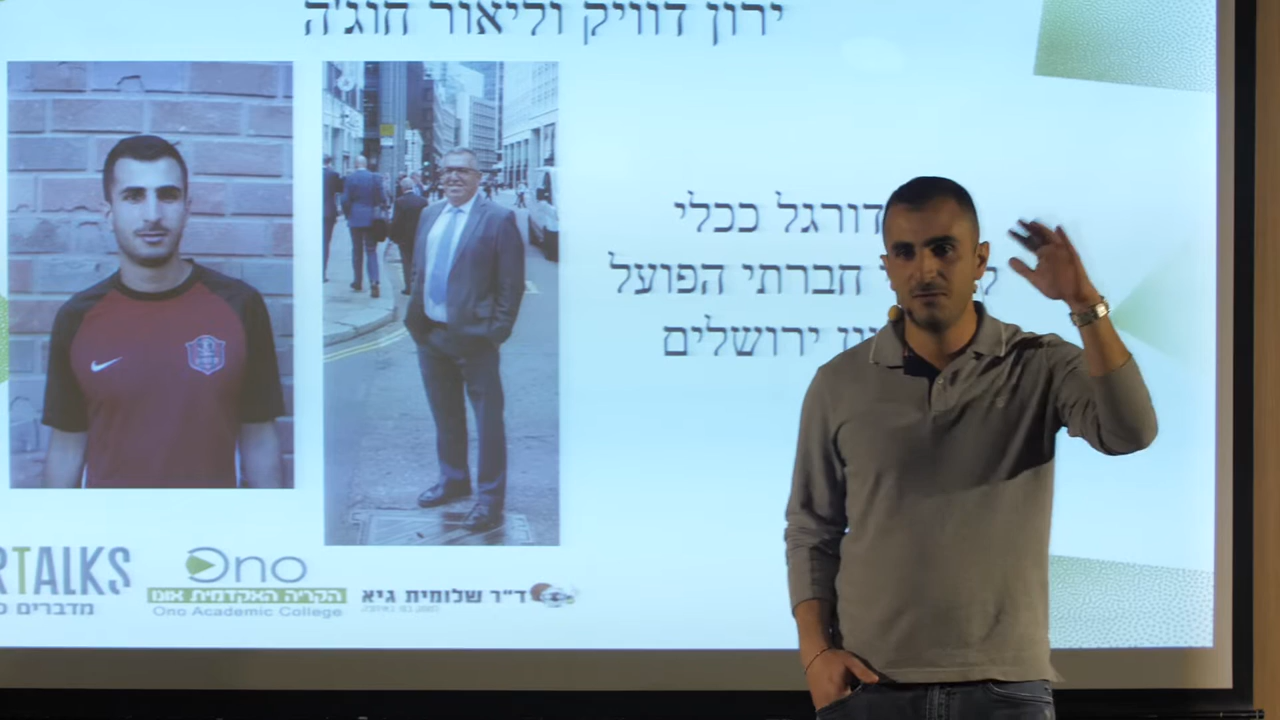 ירון דוויק וליאור חוג'ה
דורגל ככלי
חברתי הפועל
ירושלים
TALKS
מדברים
Ono
הקריה האקדמית אונו
Ono Academic College
ד״ר שלומית גיא